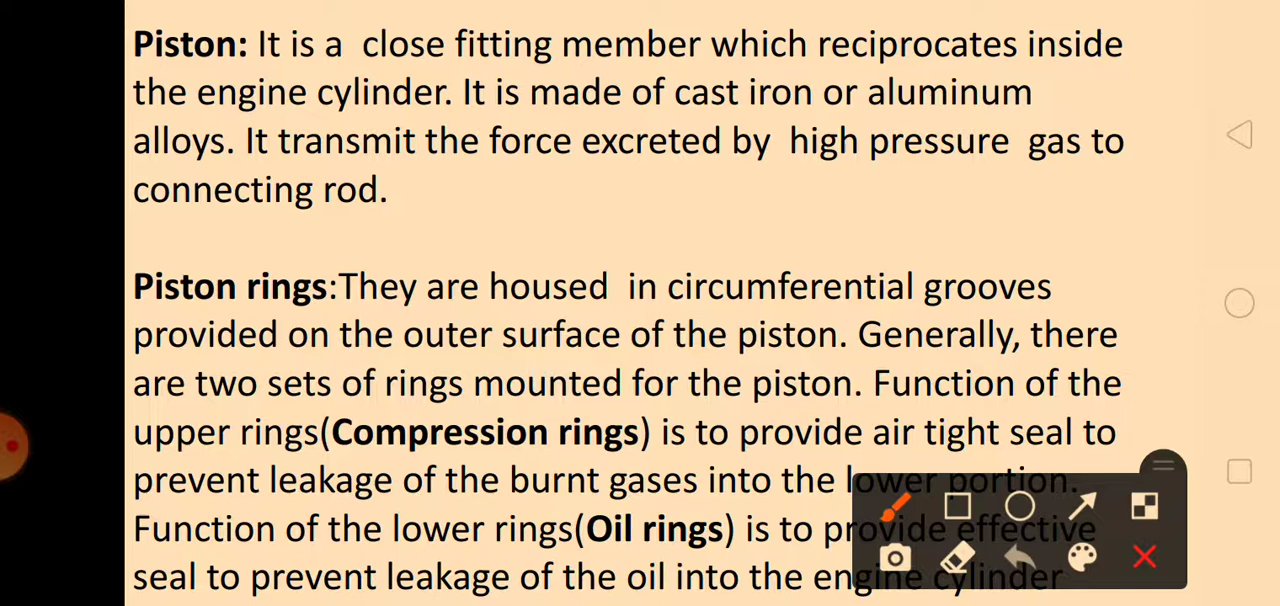 Piston: It is a close fitting member which reciprocates inside
the engine cylinder. It is made of cast iron or aluminum
alloys. It transmit the force excreted by high pressure gas to
connecting rod.
Piston rings:They are housed in circumferential grooves
provided on the outer surface of the piston. Generally, there
are two sets of rings mounted for the piston. Function of the
upper rings(Compression rings) is to provide air tight seal to
prevent leakage of the burnt gases into the lower portion.
Function of the lower rings(Oil rings) is to provide effective
seal to prevent leakage of the oil into the engine cylinder